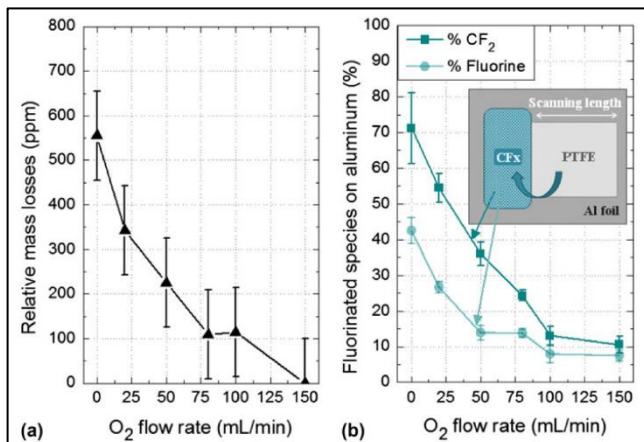 800
700
600
500
400
300
200
100
0
Relative mass losses (ppm)
0 25 50 75 100 125 150
O₂ flow rate (mL/min)
(a)
100
90
80
70
60
50
40
30
20
10
0
Fluorinated species on aluminum (%)
% CF₂
% Fluorine
Scanning length
CFx
PTFE
Al foil
0 25 50 75 100 125 150
O₂ flow rate (mL/min)
(b)